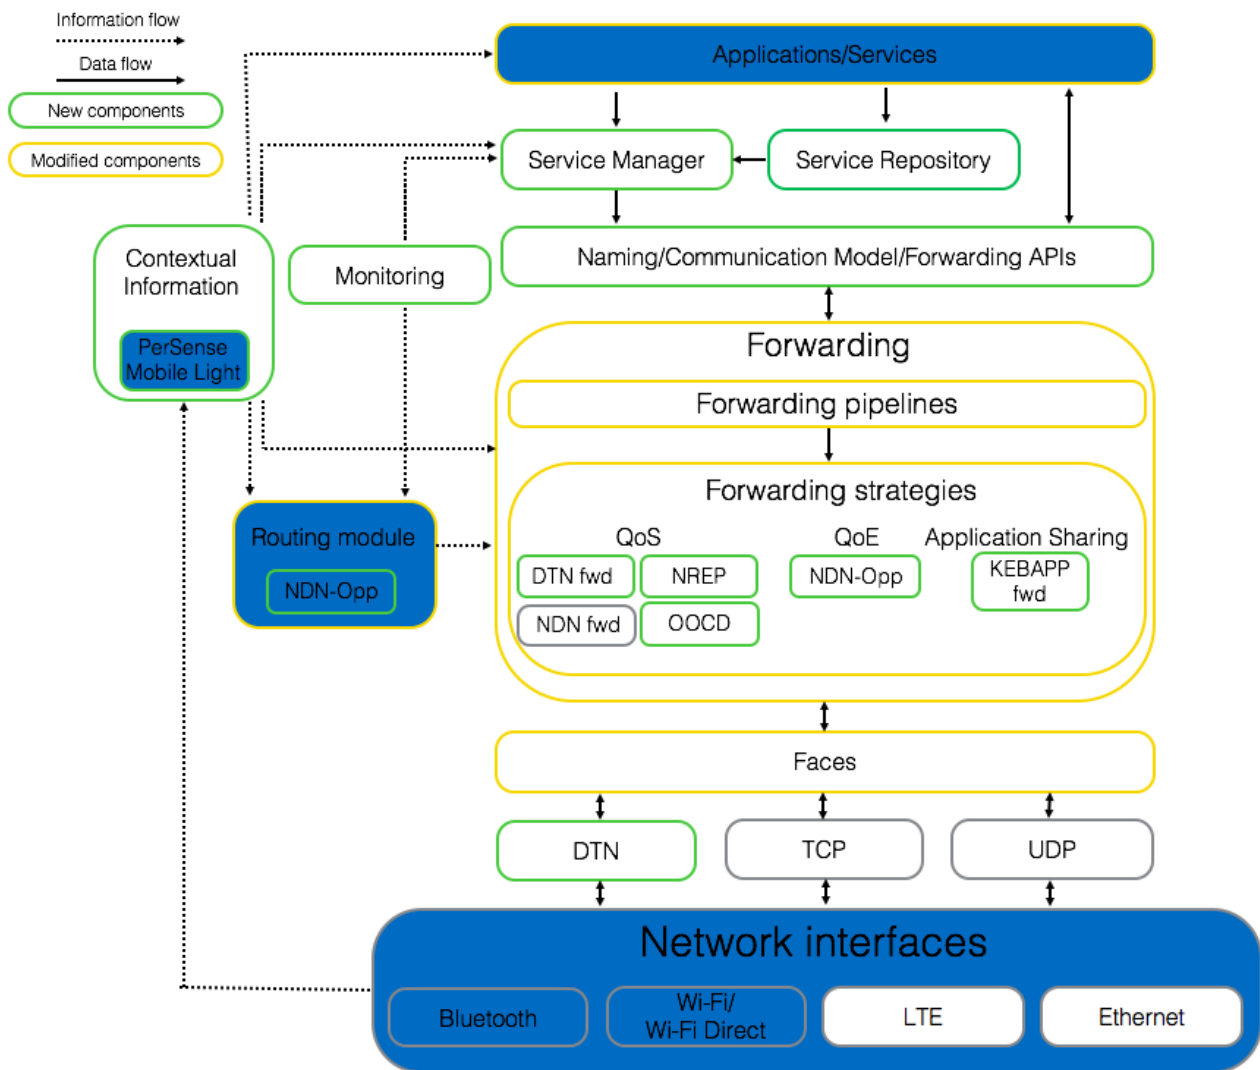 Information flow
Data flow
New components
Modified components
Applications/Services
Service Manager
Service Repository
Contextual
Information
PerSense
Mobile Light
Monitoring
Naming/Communication Model/Forwarding APIs
Forwarding
Forwarding pipelines
Forwarding strategies
QoS
QoE
Application Sharing
DTN fwd
NREP
NDN-Opp
KEBAPP
fwd
NDN fwd
OOCD
Routing module
NDN-Opp
Faces
DTN
TCP
UDP
Network interfaces
Bluetooth
Wi-Fi/
Wi-Fi Direct
LTE
Ethernet